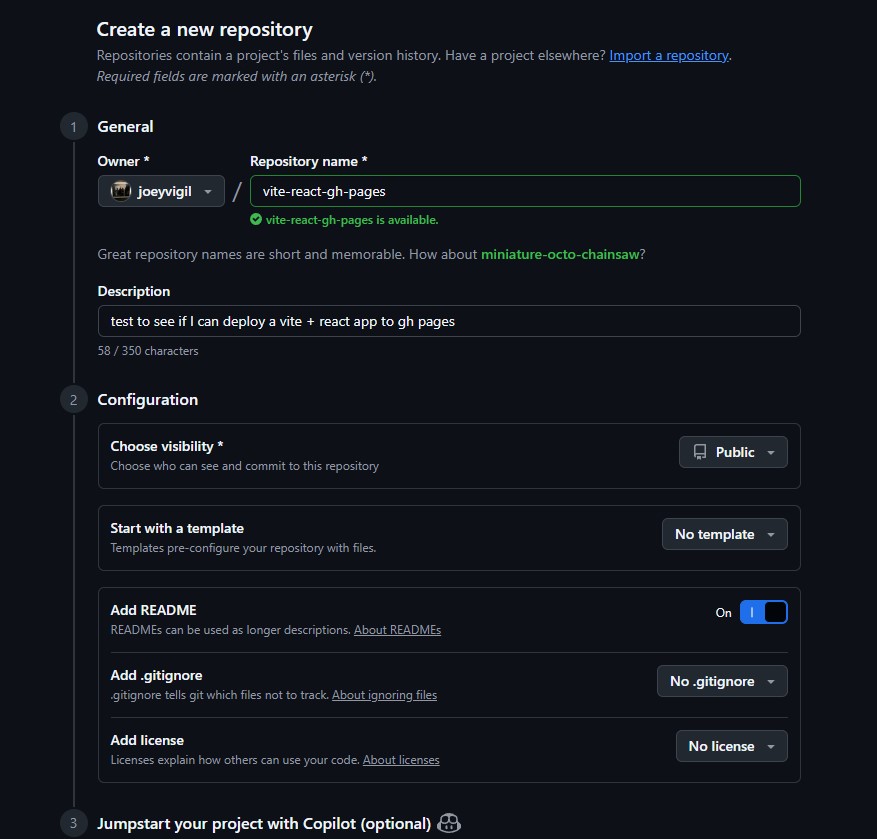 Create a new repository
Repositories contain a project's files and version history. Have a project elsewhere? Import a repository.
Required fields are marked with an asterisk (*).
1 General
Owner * Repository name *
joeyvigil / vite-react-gh-pages
vite-react-gh-pages is available.
Great repository names are short and memorable. How about miniature-octo-chainsaw?
Description
test to see if I can deploy a vite + react app to gh pages
58 / 350 characters
2 Configuration
Choose visibility *
Choose who can see and commit to this repository
Public
Start with a template
Templates pre-configure your repository with files.
No template
Add README
READMEs can be used as longer descriptions. About READMEs
On
Add .gitignore
.gitignore tells git which files not to track. About ignoring files
No .gitignore
Add license
Licenses explain how others can use your code. About licenses
No license
3 Jumpstart your project with Copilot (optional)